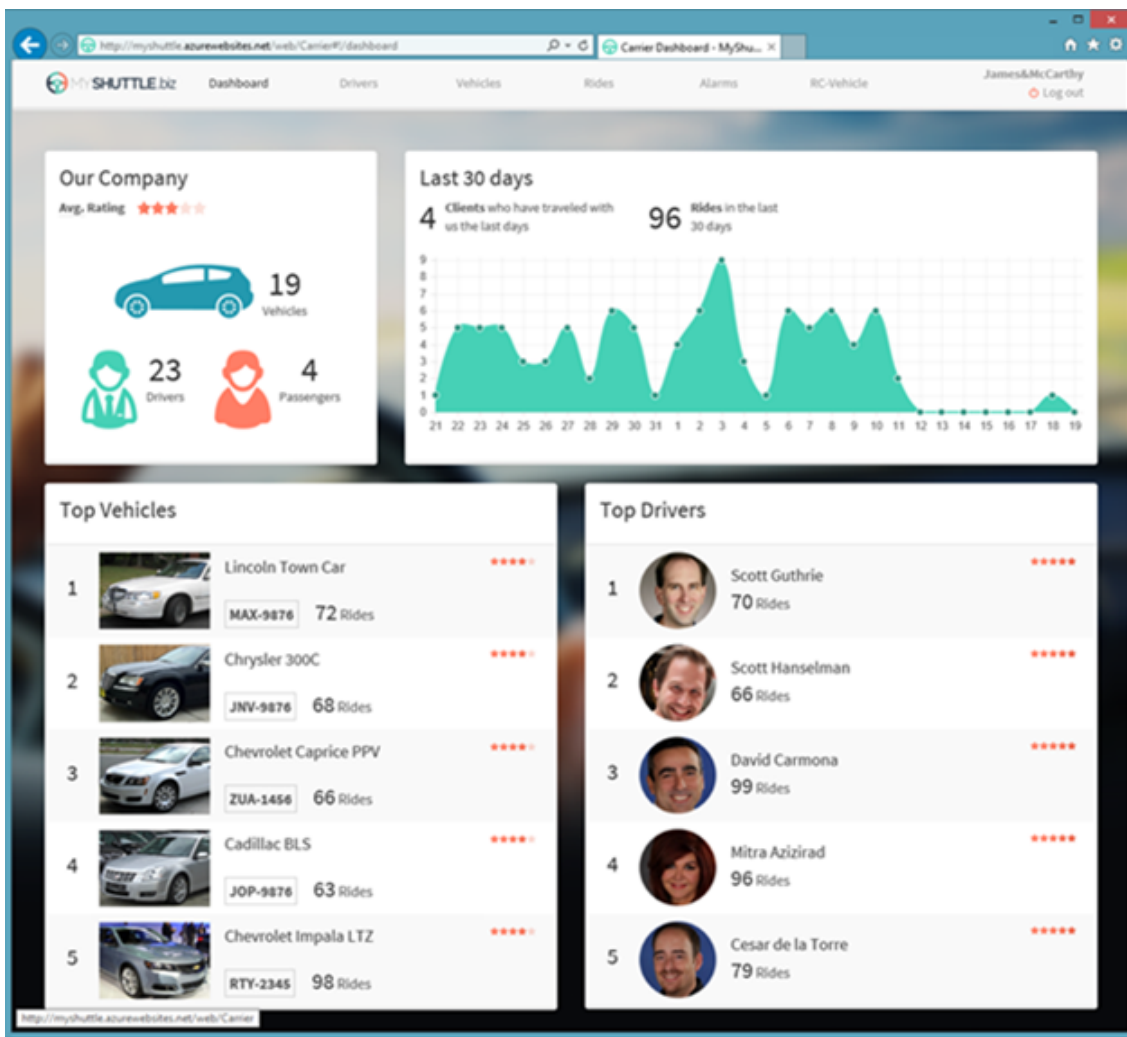 http://myshuttle.azurewebsites.net/web/Carrier#!/dashboard
Carrier Dashboard - MyShu...
MYSHUTTLE.biz Dashboard Drivers Vehicles Rides Alarms RC-Vehicle James&McCarthy
Log out
Our Company
Avg. Rating
19
Vehicles
23
Drivers
4
Passengers
Last 30 days
4 Clients who have traveled with
us the last days
96 Rides in the last
30 days
9
8
7
6
5
4
3
2
1
0
21 22 23 24 25 26 27 28 29 30 31 1 2 3 4 5 6 7 8 9 10 11 12 13 14 15 16 17 18 19
Top Vehicles
1
Lincoln Town Car
MAX-9876 72 Rides
2
Chrysler 300C
JNV-9876 68 Rides
3
Chevrolet Caprice PPV
ZUA-1456 66 Rides
4
Cadillac BLS
JOP-9876 63 Rides
5
Chevrolet Impala LTZ
RTY-2345 98 Rides
Top Drivers
1
Scott Guthrie
70 Rides
2
Scott Hanselman
66 Rides
3
David Carmona
99 Rides
4
Mitra Azizirad
96 Rides
5
Cesar de la Torre
79 Rides
http://myshuttle.azurewebsites.net/web/Carrier